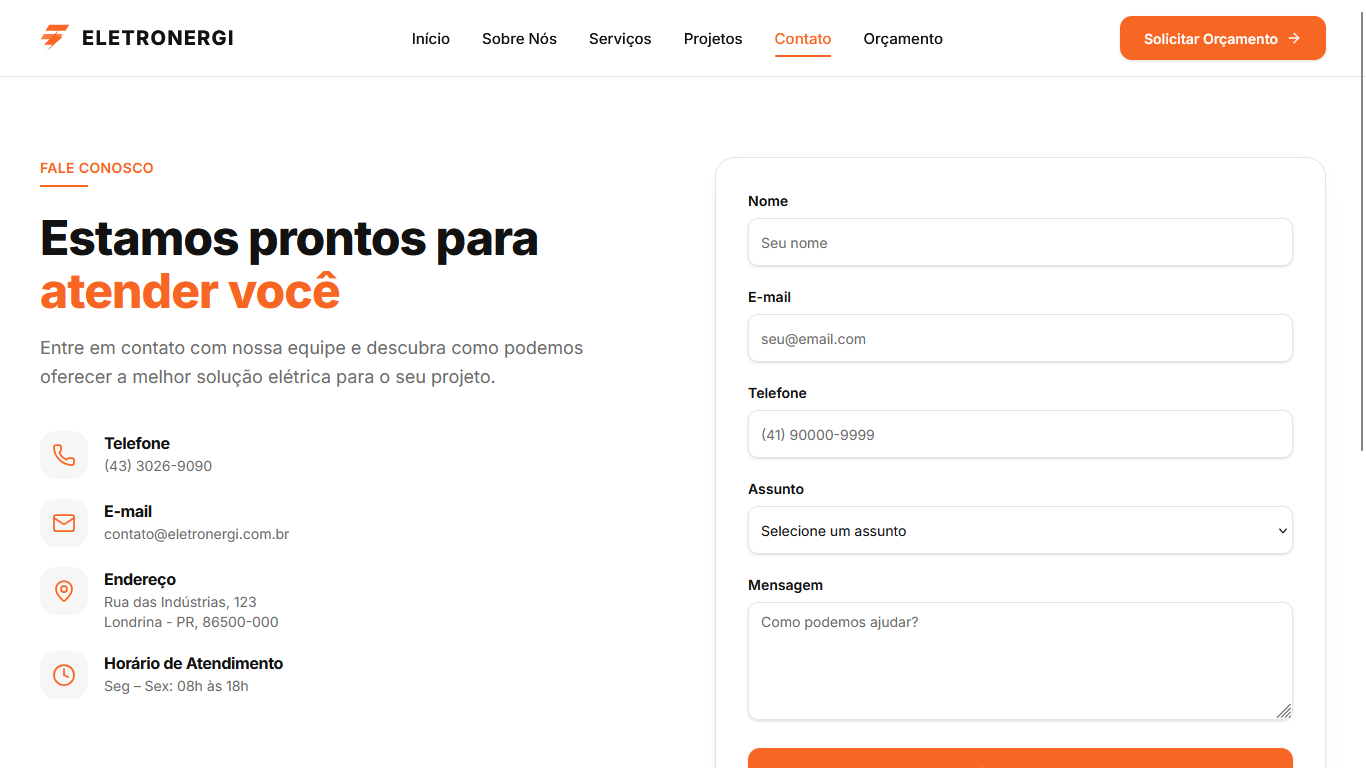 ELETRONERGI
Início
Sobre Nós
Serviços
Projetos
Contato
Orçamento
Solicitar Orçamento
FALE CONOSCO
Estamos prontos para
atender você
Entre em contato com nossa equipe e descubra como podemos
oferecer a melhor solução elétrica para o seu projeto.
Telefone
(43) 3026-9090
E-mail
contato@eletronergi.com.br
Endereço
Rua das Indústrias, 123
Londrina - PR, 86500-000
Horário de Atendimento
Seg – Sex: 08h às 18h
Nome
Seu nome
E-mail
seu@email.com
Telefone
(41) 90000-9999
Assunto
Selecione um assunto
Mensagem
Como podemos ajudar?